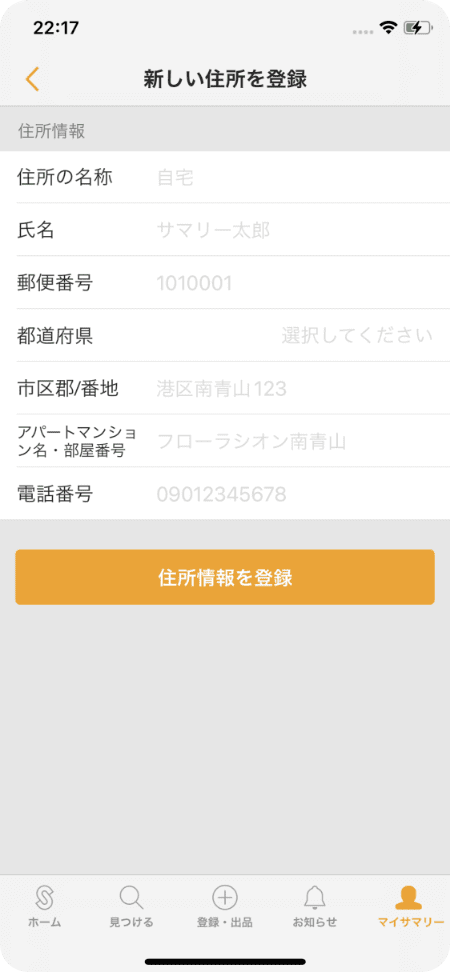 22:17
新しい住所を登録
住所情報
住所の名称 自宅
氏名 サマリー太郎
郵便番号 1010001
都道府県 選択してください
市区郡/番地 港区南青山123
アパートマンショ
ン名・部屋番号 フローラシオン南青山
電話番号 09012345678
住所情報を登録
ホーム 見つける 登録・出品 お知らせ マイサマリー